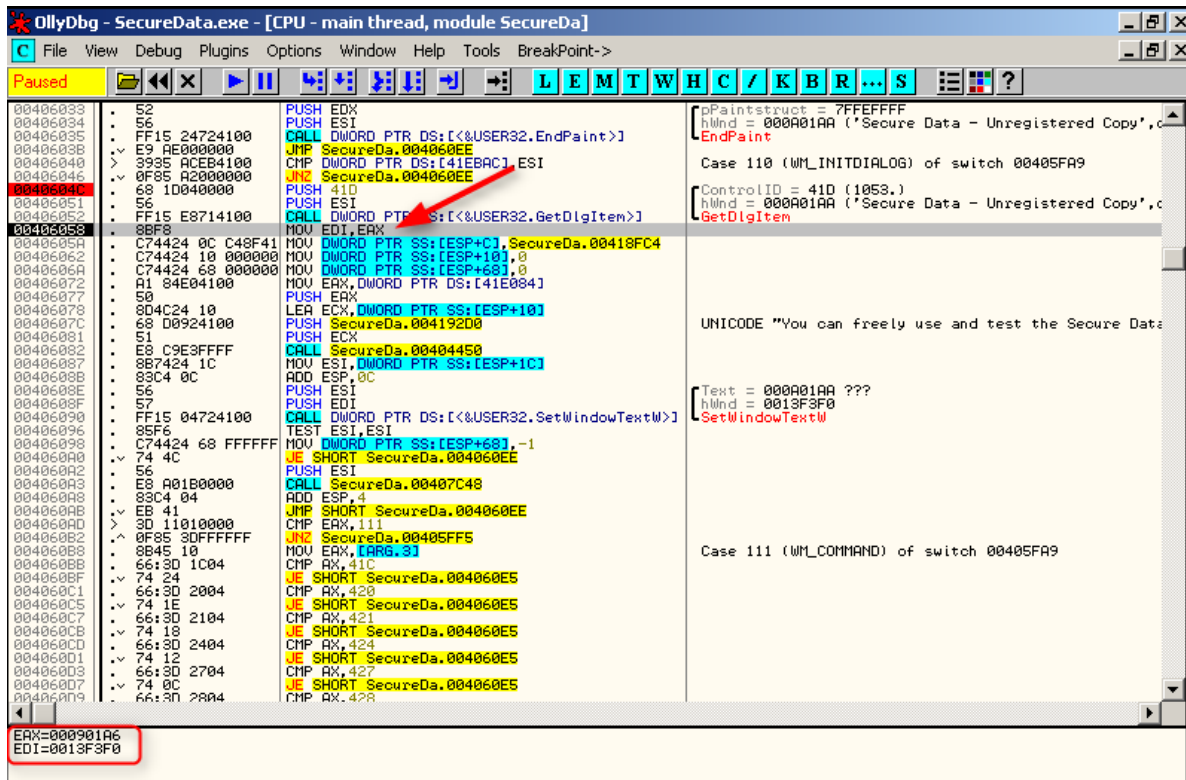 OllyDbg - SecureData.exe - [CPU - main thread, module SecureDa]
C File View Debug Plugins Options Window Help Tools BreakPoint->
Paused L E M T W H C / K B R ... S ?
00406033 . 52 PUSH EDX pPaintstruct = 7FFEFFFF
00406034 . 56 PUSH ESI hWnd = 000A01AA ('Secure Data - Unregistered Copy',c
00406035 . FF15 24724100 CALL DWORD PTR DS:[<&USER32.EndPaint>] EndPaint
0040603B .v E9 AE000000 JMP SecureDa.004060EE
00406040 > 3935 ACEB4100 CMP DWORD PTR DS:[41EBAC],ESI Case 110 (WM_INITDIALOG) of switch 00405FA9
00406046 .v 0F85 A2000000 JNZ SecureDa.004060EE
0040604C . 68 1D040000 PUSH 41D ControlID = 41D (1053.)
00406051 . 56 PUSH ESI hWnd = 000A01AA ('Secure Data - Unregistered Copy',c
00406052 . FF15 E8714100 CALL DWORD PTR DS:[<&USER32.GetDlgItem>] GetDlgItem
00406058 . 8BF8 MOV EDI,EAX
0040605A . C74424 0C C48F41 MOV DWORD PTR SS:[ESP+C],SecureDa.00418FC4
00406062 . C74424 10 000000 MOV DWORD PTR SS:[ESP+10],0
0040606A . C74424 68 000000 MOV DWORD PTR SS:[ESP+68],0
00406072 . A1 84E04100 MOV EAX,DWORD PTR DS:[41E084]
00406077 . 50 PUSH EAX
00406078 . 8D4C24 10 LEA ECX,DWORD PTR SS:[ESP+10]
0040607C . 68 D0924100 PUSH SecureDa.004192D0 UNICODE "You can freely use and test the Secure Data
00406081 . 51 PUSH ECX
00406082 . E8 C9E3FFFF CALL SecureDa.00404450
00406087 . 8B7424 1C MOV ESI,DWORD PTR SS:[ESP+1C]
0040608B . 83C4 0C ADD ESP,0C
0040608E . 56 PUSH ESI Text = 000A01AA ???
0040608F . 57 PUSH EDI hWnd = 0013F3F0
00406090 . FF15 04724100 CALL DWORD PTR DS:[<&USER32.SetWindowTextW>] SetWindowTextW
00406096 . 85F6 TEST ESI,ESI
00406098 . C74424 68 FFFFFF MOV DWORD PTR SS:[ESP+68],-1
004060A0 .v 74 4C JE SHORT SecureDa.004060EE
004060A2 . 56 PUSH ESI
004060A3 . E8 A01B0000 CALL SecureDa.00407C48
004060A8 . 83C4 04 ADD ESP,4
004060AB .v EB 41 JMP SHORT SecureDa.004060EE
004060AD > 3D 11010000 CMP EAX,111
004060B2 .^ 0F85 3DFFFFFF JNZ SecureDa.00405FF5
004060B8 . 8B45 10 MOV EAX,[ARG.3] Case 111 (WM_COMMAND) of switch 00405FA9
004060BB . 66:3D 1C04 CMP AX,41C
004060BF .v 74 24 JE SHORT SecureDa.004060E5
004060C1 . 66:3D 2004 CMP AX,420
004060C5 .v 74 1E JE SHORT SecureDa.004060E5
004060C7 . 66:3D 2104 CMP AX,421
004060CB .v 74 18 JE SHORT SecureDa.004060E5
004060CD . 66:3D 2404 CMP AX,424
004060D1 .v 74 12 JE SHORT SecureDa.004060E5
004060D3 . 66:3D 2704 CMP AX,427
004060D7 .v 74 0C JE SHORT SecureDa.004060E5
004060D9 . 66:3D 2804 CMP AX,428
EAX=000901A6
EDI=0013F3F0